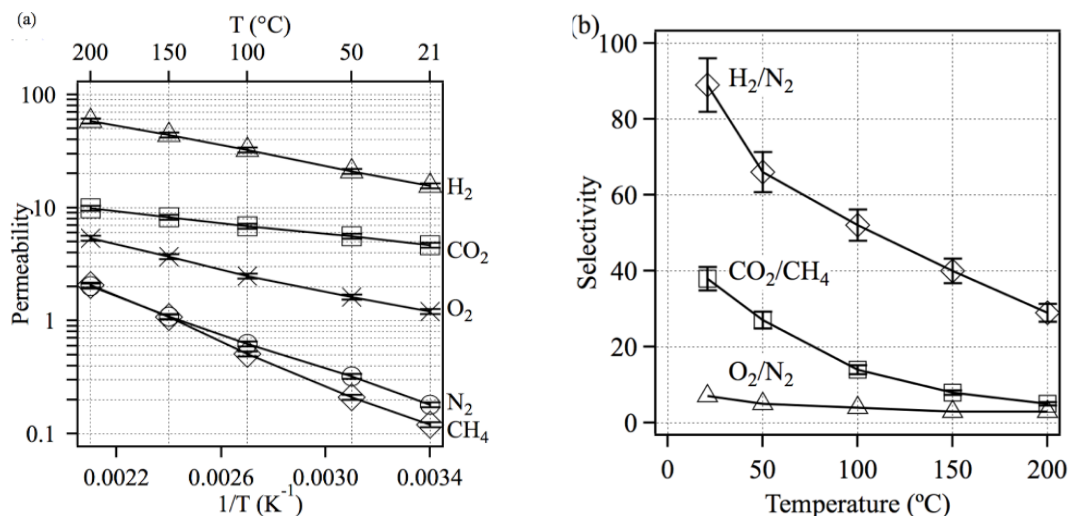 (a)
T (°C)
200 150 100 50 21
100
10
1
0.1
Permeability
H2
CO2
O2
N2
CH4
0.0022 0.0026 0.0030 0.0034
1/T (K-1)
(b)
100
80
60
40
20
0
Selectivity
H2/N2
CO2/CH4
O2/N2
0 50 100 150 200
Temperature (ºC)